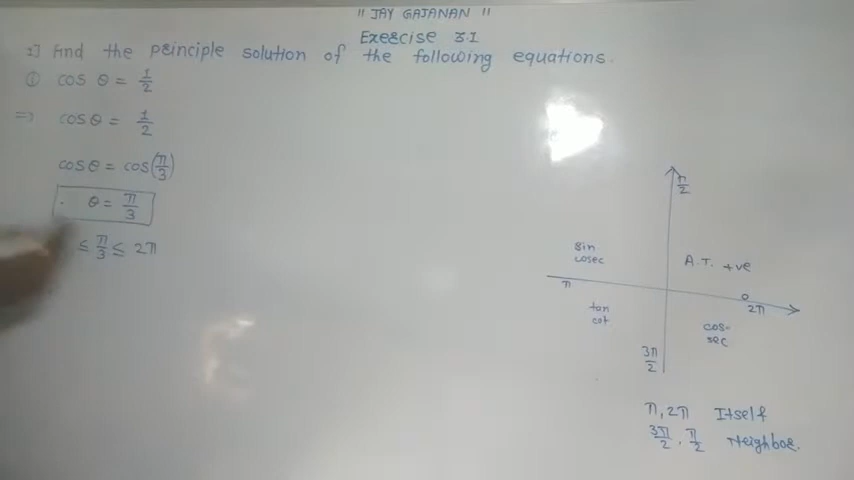 " JAY GAJANAN "
Exercise 3.1
1] Find the principle solution of the following equations.
① cos θ = 1/2
⇒ cos θ = 1/2
cos θ = cos(π/3)
θ = π/3
≤ π/3 ≤ 2π
π/2
sin
cosec
A.T. +ve
π
0
2π
tan
cot
cos-
sec
3π/2
π, 2π Itself
3π/2, π/2 Neighbor.